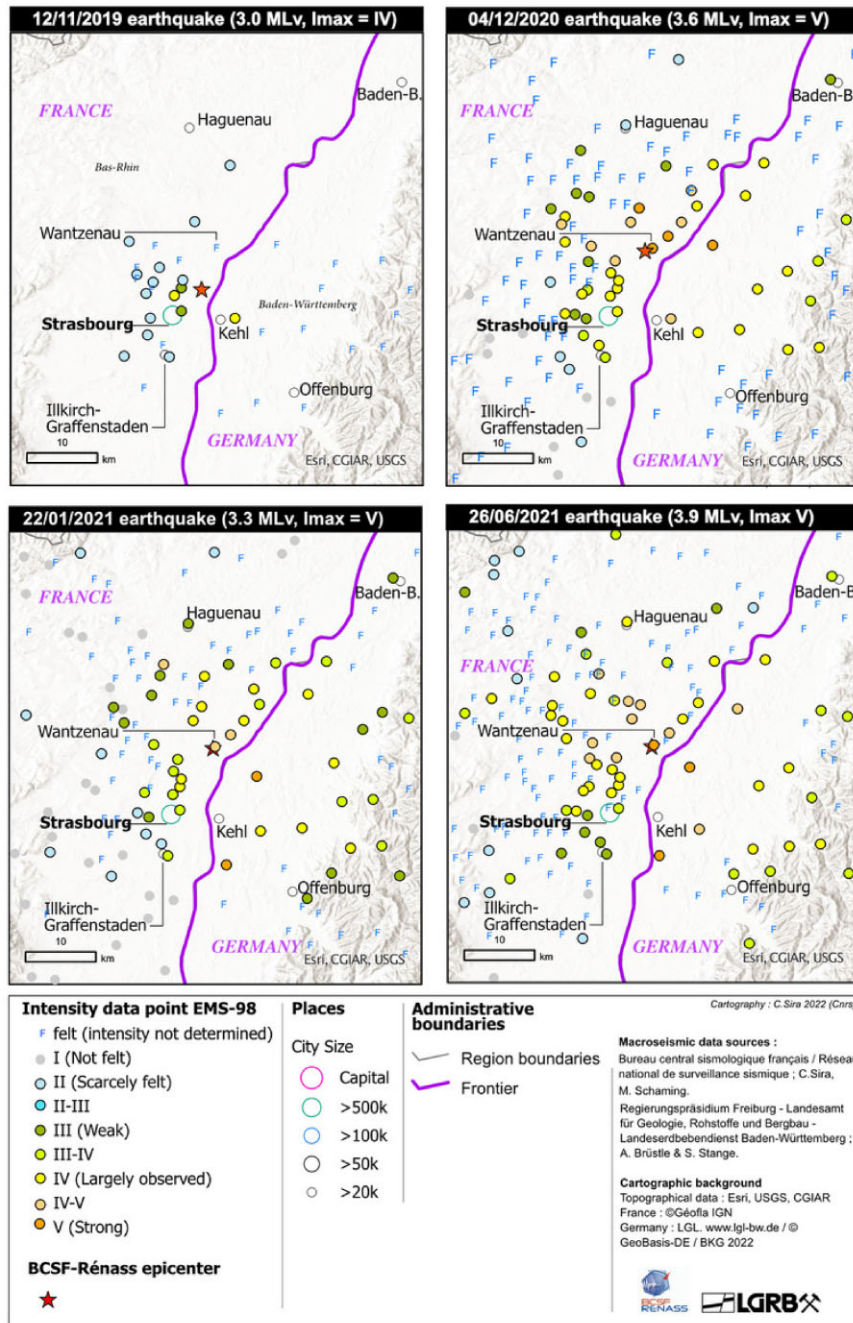 12/11/2019 earthquake (3.0 MLv, Imax = IV)
FRANCE
Baden-B.
Haguenau
Bas-Rhin
Wantzenau
Baden-Württemberg
Strasbourg
Kehl
Offenburg
Illkirch-
Graffenstaden
GERMANY
10
km
Esri, CGIAR, USGS
04/12/2020 earthquake (3.6 MLv, Imax = V)
FRANCE
Baden-B.
Haguenau
Wantzenau
Strasbourg
Kehl
Offenburg
Illkirch-
Graffenstaden
GERMANY
10
km
Esri, CGIAR, USGS
22/01/2021 earthquake (3.3 MLv, Imax = V)
FRANCE
Baden-B.
Haguenau
Wantzenau
Strasbourg
Kehl
Offenburg
Illkirch-
Graffenstaden
GERMANY
10
km
Esri, CGIAR, USGS
26/06/2021 earthquake (3.9 MLv, Imax V)
FRANCE
Baden-B.
Haguenau
Wantzenau
Strasbourg
Kehl
Offenburg
Illkirch-
Graffenstaden
GERMANY
10
km
Esri, CGIAR, USGS
Intensity data point EMS-98
F felt (intensity not determined)
I (Not felt)
II (Scarcely felt)
II-III
III (Weak)
III-IV
IV (Largely observed)
IV-V
V (Strong)
BCSF-Rénass epicenter
Places
City Size
Capital
>500k
>100k
>50k
>20k
Administrative
boundaries
Region boundaries
Frontier
Cartography : C.Sira 2022 (Cnrs)
Macroseismic data sources :
Bureau central sismologique français / Réseau
national de surveillance sismique ; C.Sira,
M. Schaming.
Regierungspräsidium Freiburg - Landesamt
für Geologie, Rohstoffe und Bergbau -
Landeserdbebendienst Baden-Württemberg ;
A. Brüstle & S. Stange.
Cartographic background
Topographical data : Esri, USGS, CGIAR
France : ©Géofla IGN
Germany : LGL. www.lgl-bw.de / ©
GeoBasis-DE / BKG 2022
BCSF
RENASS
LGRB